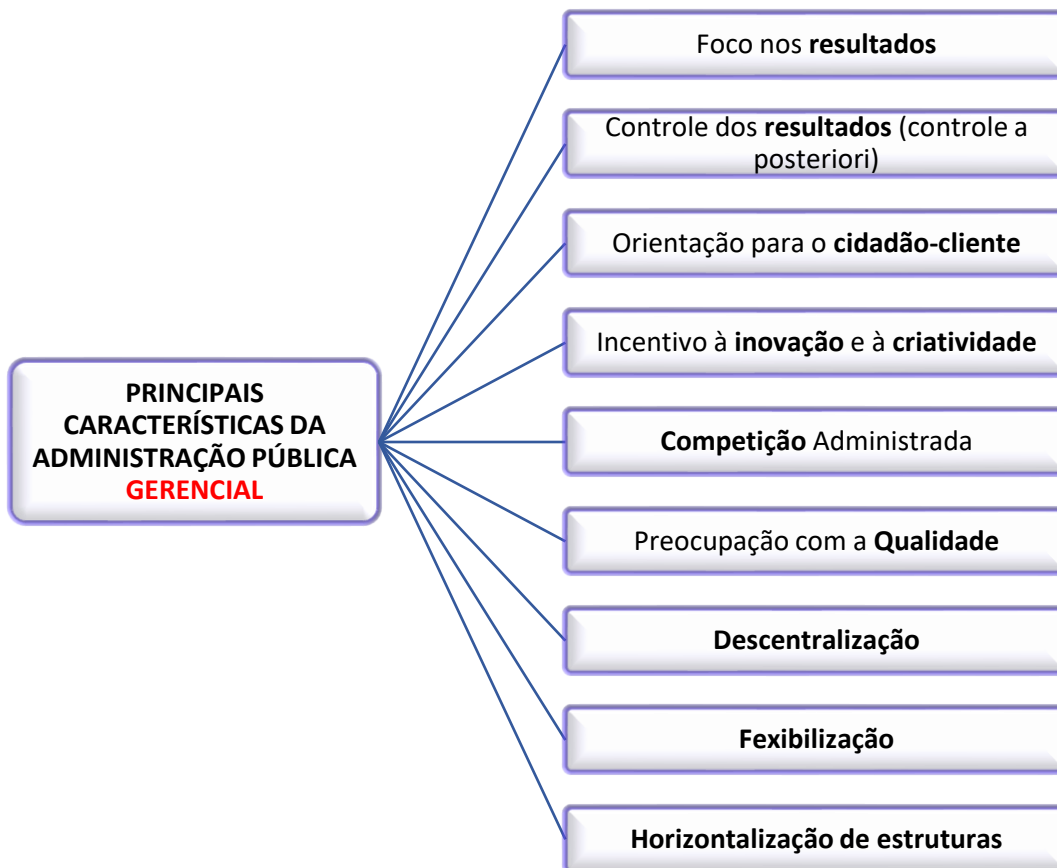 Foco nos resultados
Controle dos resultados (controle a
posteriori)
Orientação para o cidadão-cliente
Incentivo à inovação e à criatividade
PRINCIPAIS
CARACTERÍSTICAS DA
ADMINISTRAÇÃO PÚBLICA
GERENCIAL
Competição Administrada
Preocupação com a Qualidade
Descentralização
Fexibilização
Horizontalização de estruturas